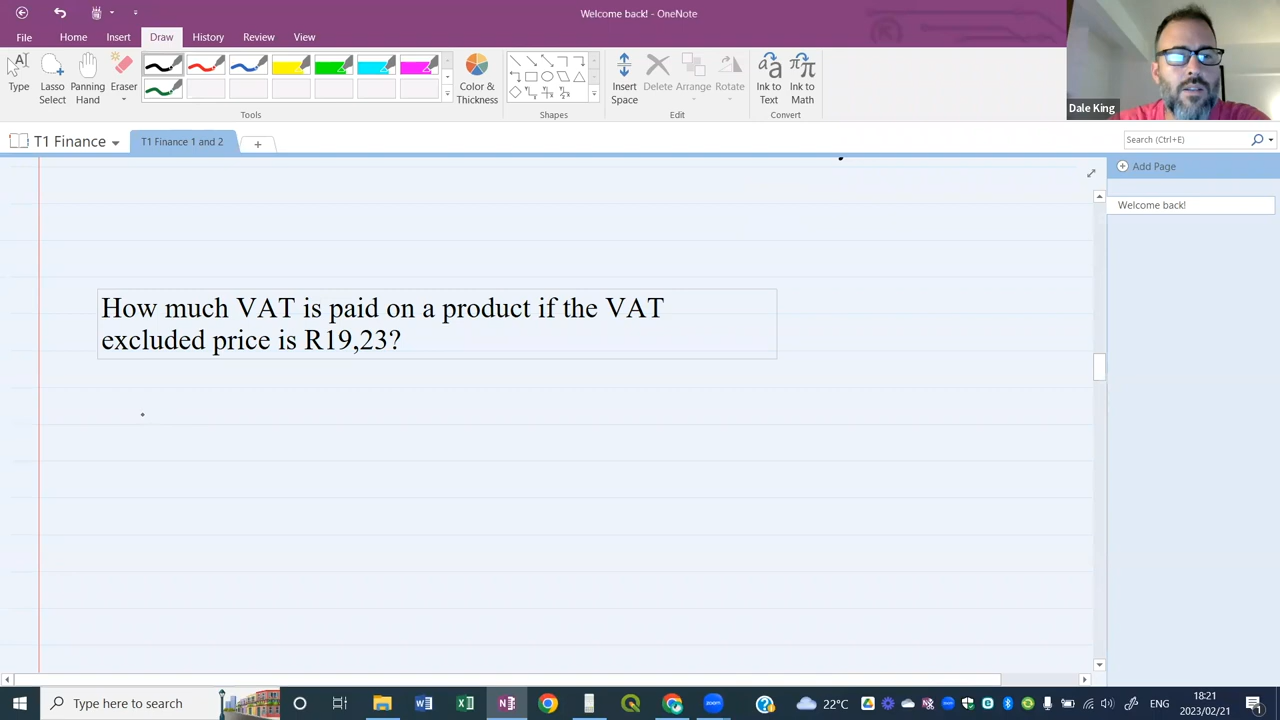 Welcome back! - OneNote
File Home Insert Draw History Review View
Type
Lasso Select
Panning Hand
Eraser
Color & Thickness
Insert Space
Delete Arrange Rotate
Ink to Text
Ink to Math
Tools
Shapes
Edit
Convert
Dale King
T1 Finance
T1 Finance 1 and 2
Search (Ctrl+E)
Add Page
Welcome back!
How much VAT is paid on a product if the VAT
excluded price is R19,23?
Type here to search
22°C
ENG
18:21
2023/02/21